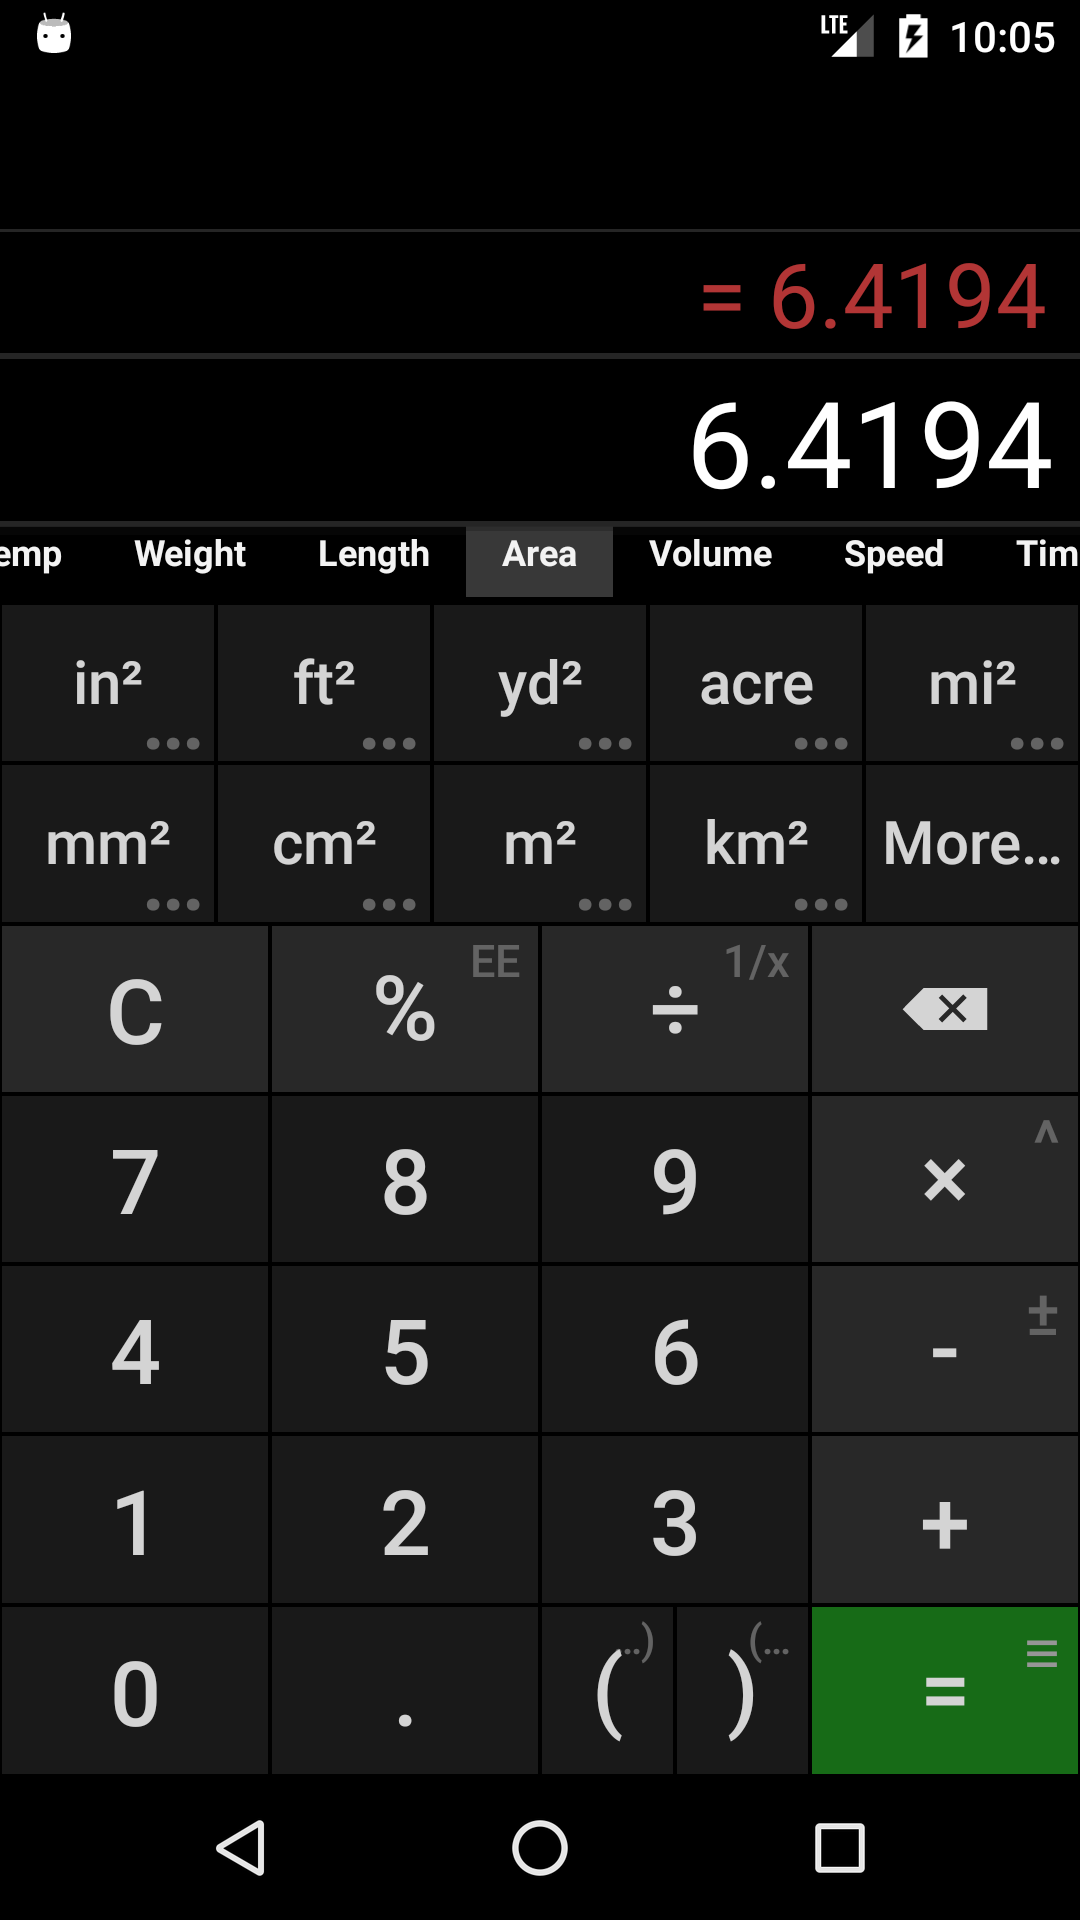 LTE 10:05
= 6.4194
6.4194
emp Weight Length Area Volume Speed Tim
in² ft² yd² acre mi²
mm² cm² m² km² More...
C % EE ÷ 1/x
7 8 9 × ^
4 5 6 - ±
1 2 3 +
0 . ( ..) ) (... = ≡